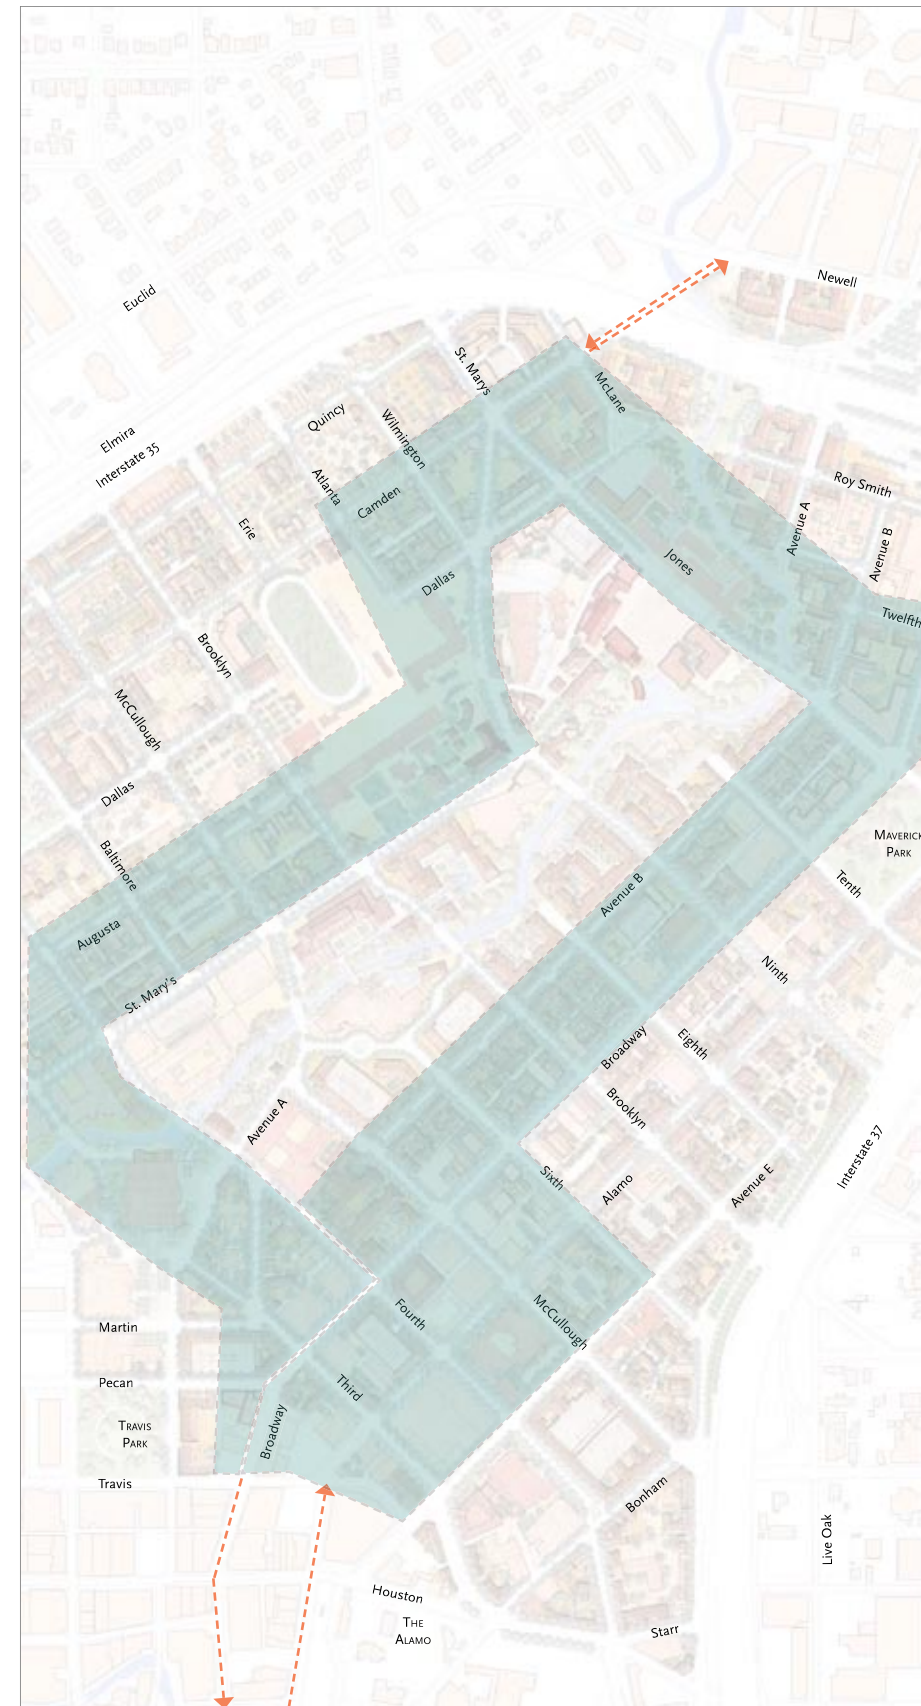 Newell
Euclid
St. Marys
McLane
Quincy
Wilmington
Elmira
Interstate 35
Atlanta
Camden
Roy Smith
Avenue A
Avenue B
Erie
Jones
Dallas
Twelfth
Brooklyn
McCullough
Dallas
Maverick
Park
Baltimore
Tenth
Avenue B
Augusta
Ninth
St. Mary's
Broadway
Eighth
Avenue A
Brooklyn
Interstate 37
Sixth
Alamo
Avenue E
Martin
Fourth
McCullough
Pecan
Third
Travis
Park
Broadway
Travis
Bonham
Live Oak
Houston
The
Alamo
Starr